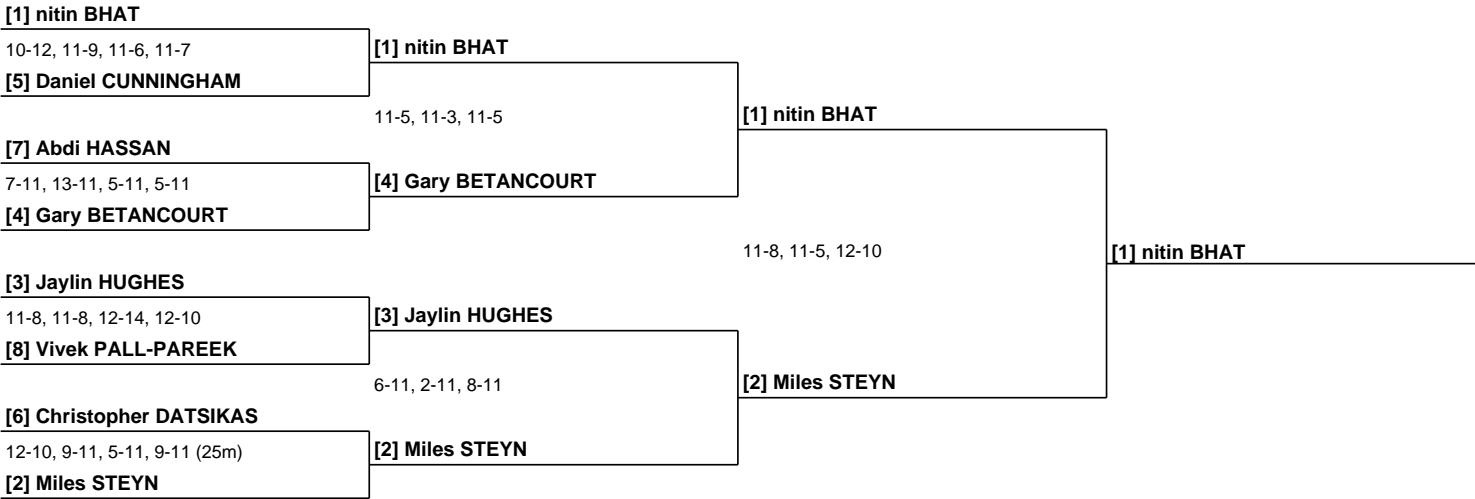 [1] nitin BHAT
10-12, 11-9, 11-6, 11-7
[5] Daniel CUNNINGHAM
[7] Abdi HASSAN
7-11, 13-11, 5-11, 5-11
[4] Gary BETANCOURT
[3] Jaylin HUGHES
11-8, 11-8, 12-14, 12-10
[8] Vivek PALL-PAREEK
[6] Christopher DATSIKAS
12-10, 9-11, 5-11, 9-11 (25m)
[2] Miles STEYN
[1] nitin BHAT
11-5, 11-3, 11-5
[4] Gary BETANCOURT
[3] Jaylin HUGHES
6-11, 2-11, 8-11
[2] Miles STEYN
[1] nitin BHAT
11-8, 11-5, 12-10
[2] Miles STEYN
[1] nitin BHAT